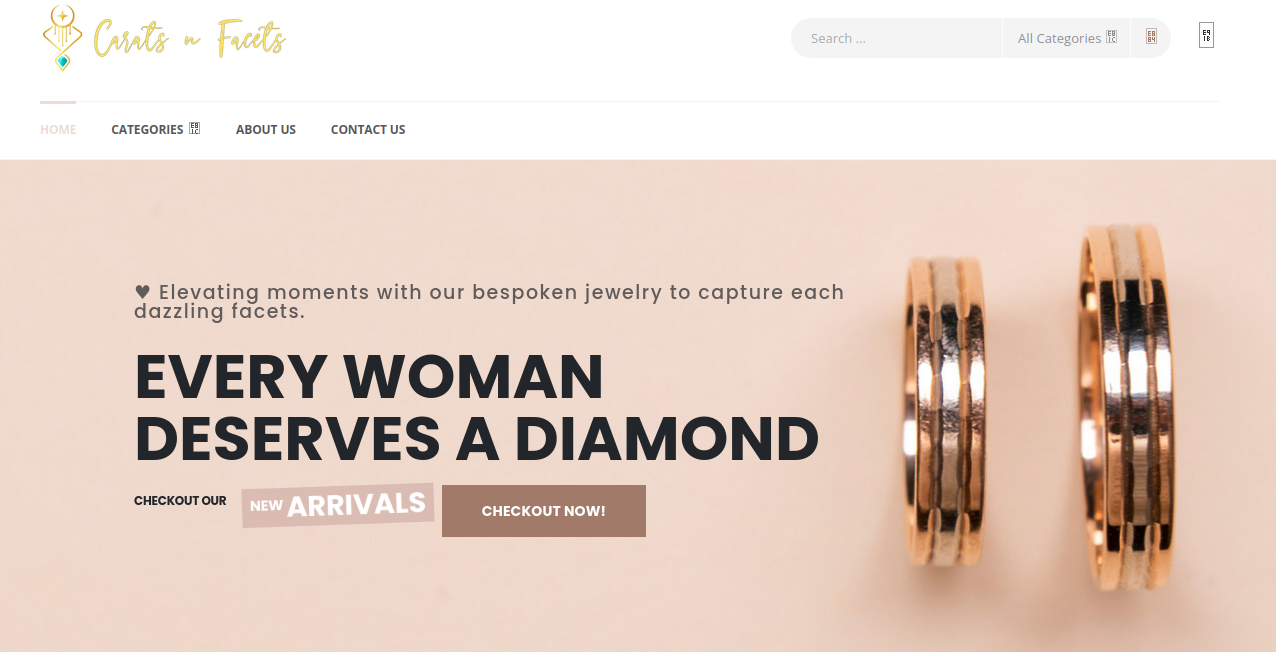 Carats n Facets
Search ...
All Categories
HOME
CATEGORIES
ABOUT US
CONTACT US
♥ Elevating moments with our bespoken jewelry to capture each
dazzling facets.
EVERY WOMAN
DESERVES A DIAMOND
CHECKOUT OUR
NEW ARRIVALS
CHECKOUT NOW!